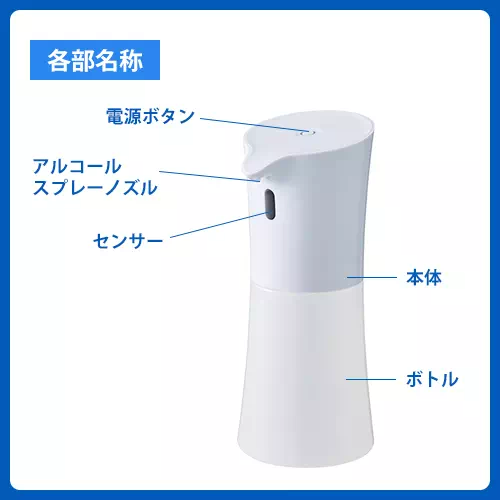 各部名称
電源ボタン
アルコール
スプレーノズル
センサー
本体
ボトル